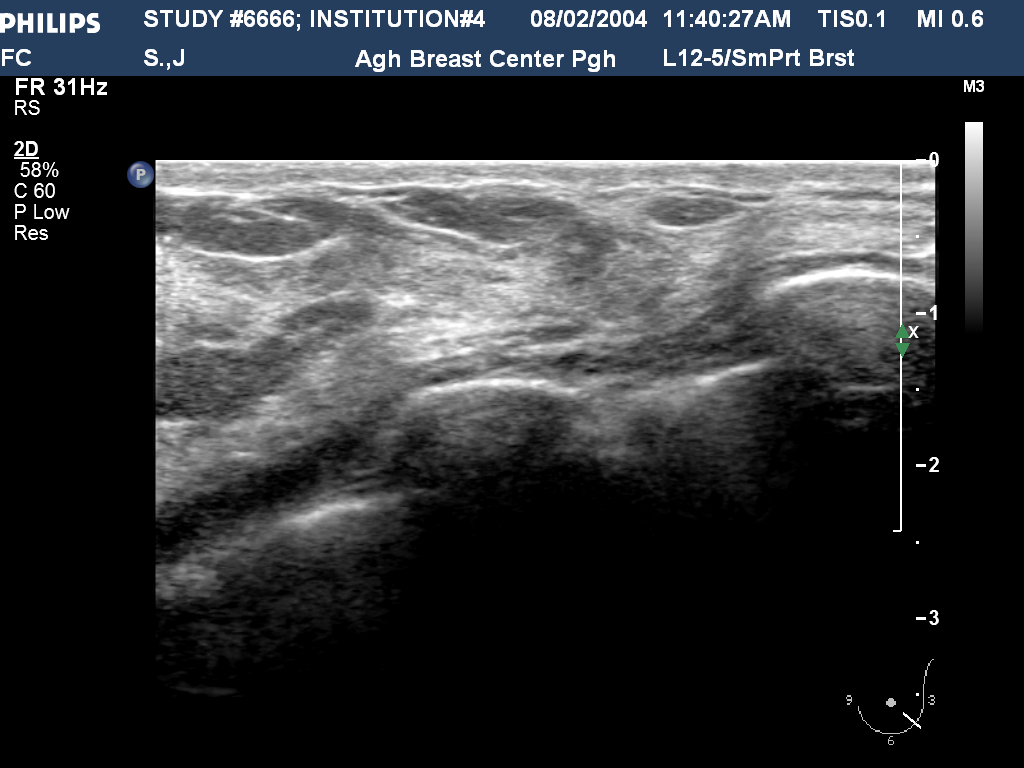 PHILIPS STUDY #6666; INSTITUTION#4 08/02/2004 11:40:27AM TIS0.1 MI 0.6
FC S.,J Agh Breast Center Pgh L12-5/SmPrt Brst
FR 31Hz
RS
M3
2D
58%
C 60
P Low
Res
P
0
1
X
2
3
9 3
6